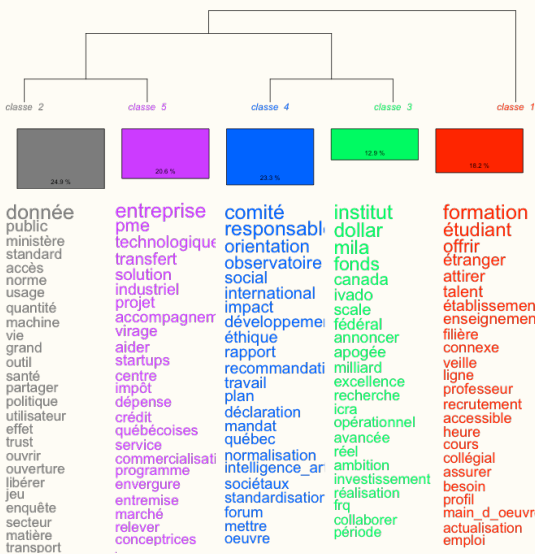 classe 2
classe 5
classe 4
classe 3
classe 1
24.9 %
20.6 %
23.3 %
12.9 %
18.2 %
donnée
public
ministère
standard
accès
norme
usage
quantité
machine
vie
grand
outil
santé
partager
politique
utilisateur
effet
trust
ouvrir
ouverture
libérer
jeu
enquête
secteur
matière
transport
entreprise
pme
technologique
transfert
solution
industriel
projet
accompagnem
virage
aider
startups
centre
impôt
dépense
crédit
québécoises
service
commercialisati
programme
envergure
entremise
marché
relever
conceptrices
comité
responsabl
orientation
observatoire
social
international
impact
développemer
éthique
rapport
recommandati
travail
plan
déclaration
mandat
québec
normalisation
intelligence_art
sociétaux
standardisation
forum
mettre
oeuvre
institut
dollar
mila
fonds
canada
ivado
scale
fédéral
annoncer
apogée
milliard
excellence
recherche
icra
opérationnel
avancée
réel
ambition
investissement
réalisation
frq
collaborer
période
formation
étudiant
offrir
étranger
attirer
talent
établissemen
enseignemen
filière
connexe
veille
ligne
professeur
recrutement
accessible
heure
cours
collégial
assurer
besoin
profil
main_d_oeuvre
actualisation
emploi